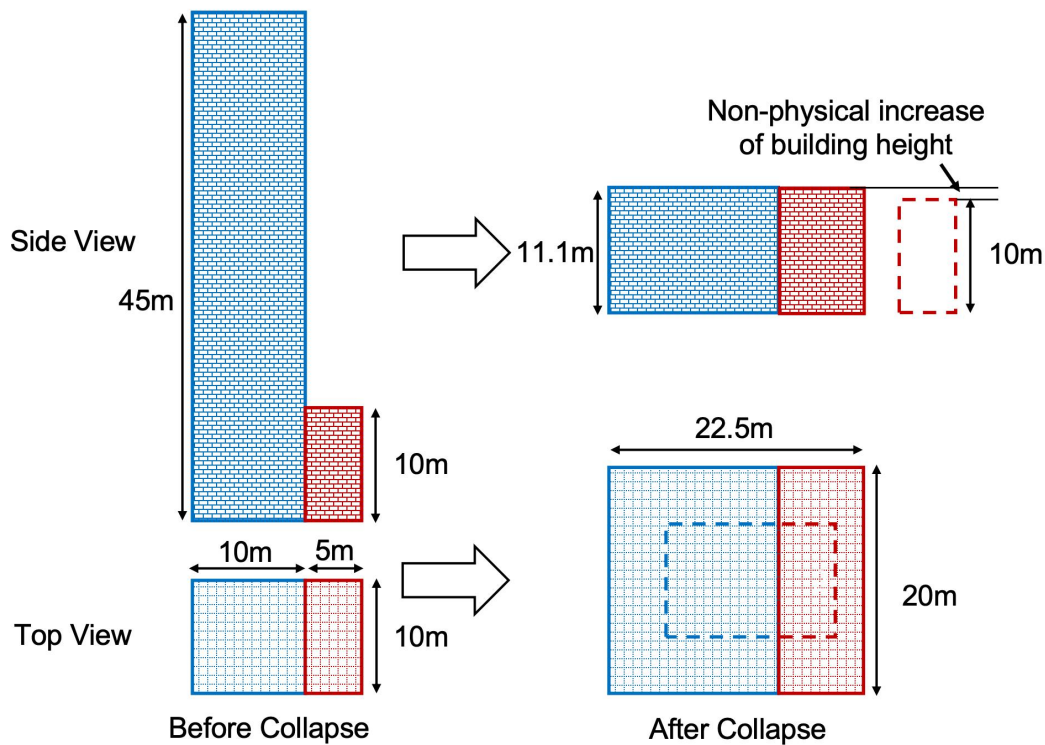 Non-physical increase
of building height
Side View
45m
11.1m
10m
10m
22.5m
10m
5m
Top View
10m
20m
Before Collapse
After Collapse